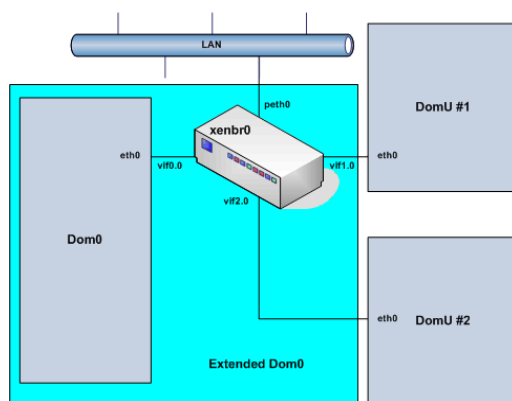 LAN
peth0
DomU #1
xenbr0
eth0
vif0.0
vif1.0
eth0
vif2.0
Dom0
eth0
DomU #2
Extended Dom0